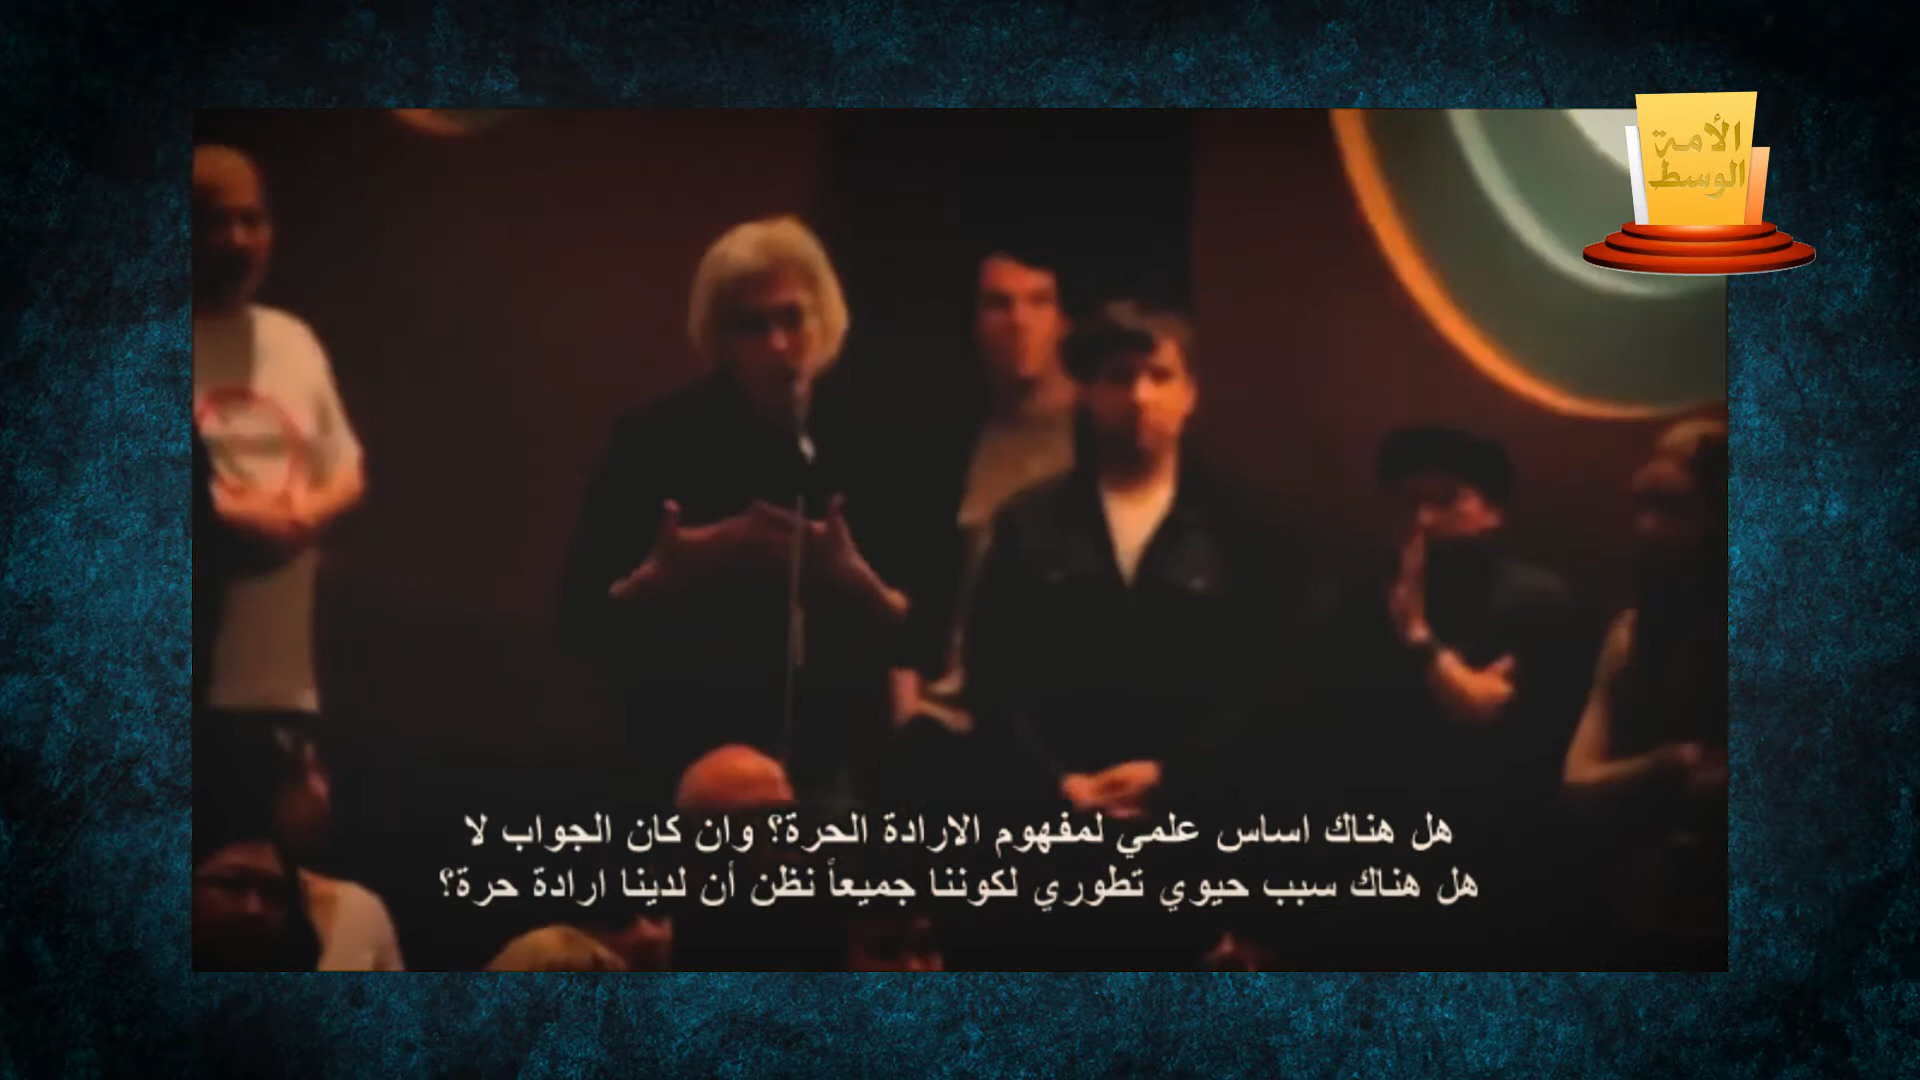 الأمة
الوسط
هل هناك اساس علمي لمفهوم الارادة الحرة؟ وان كان الجواب لا
هل هناك سبب حيوي تطوري لكوننا جميعاً نظن أن لدينا ارادة حرة؟